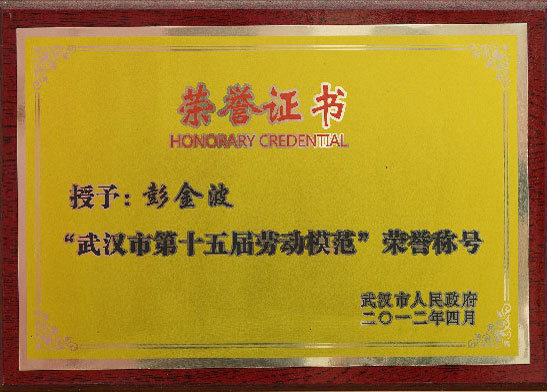 荣誉证书
HONORARY CREDENTIAL
授予：彭金波
“武汉市第十五届劳动模范”荣誉称号
武汉市人民政府
二〇一二年四月